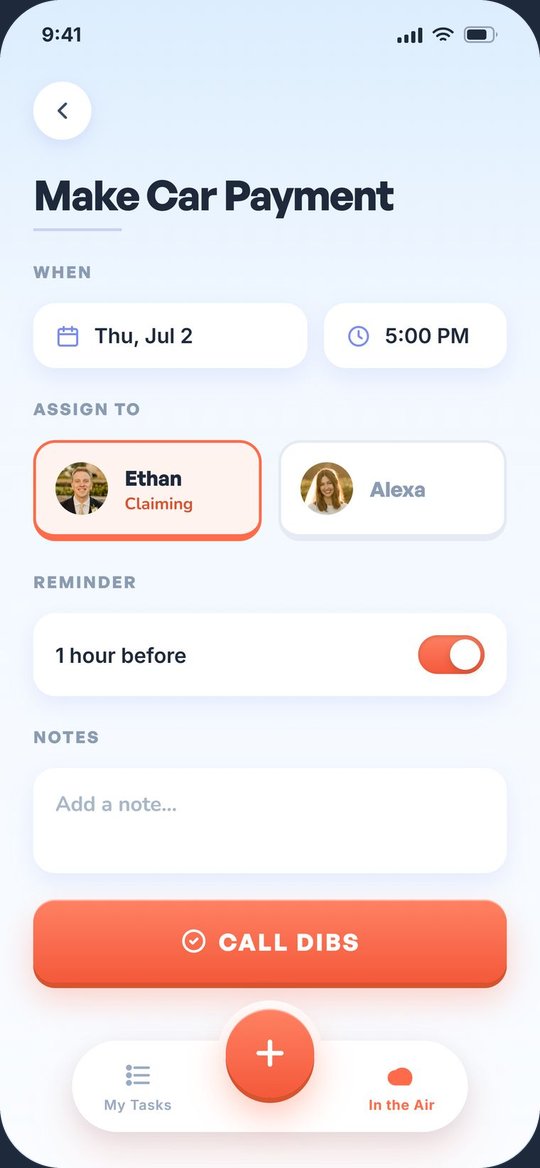 9:41
Make Car Payment
WHEN
Thu, Jul 2
5:00 PM
ASSIGN TO
Ethan
Claiming
Alexa
REMINDER
1 hour before
NOTES
Add a note...
CALL DIBS
My Tasks
In the Air